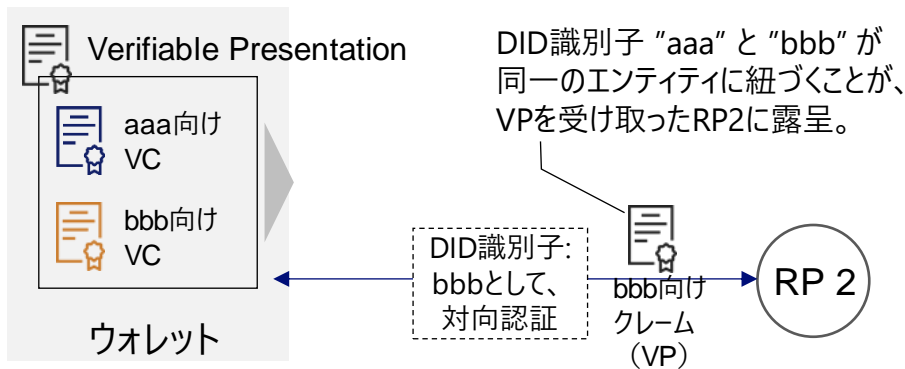 Verifiable Presentation
aaa向け
VC
bbb向け
VC
ウォレット
DID識別子 ”aaa” と ”bbb” が
同一のエンティティに紐づくことが、
VPを受け取ったRP2に露呈。
DID識別子:
bbbとして、
対向認証
bbb向け
クレーム
（VP）
RP 2